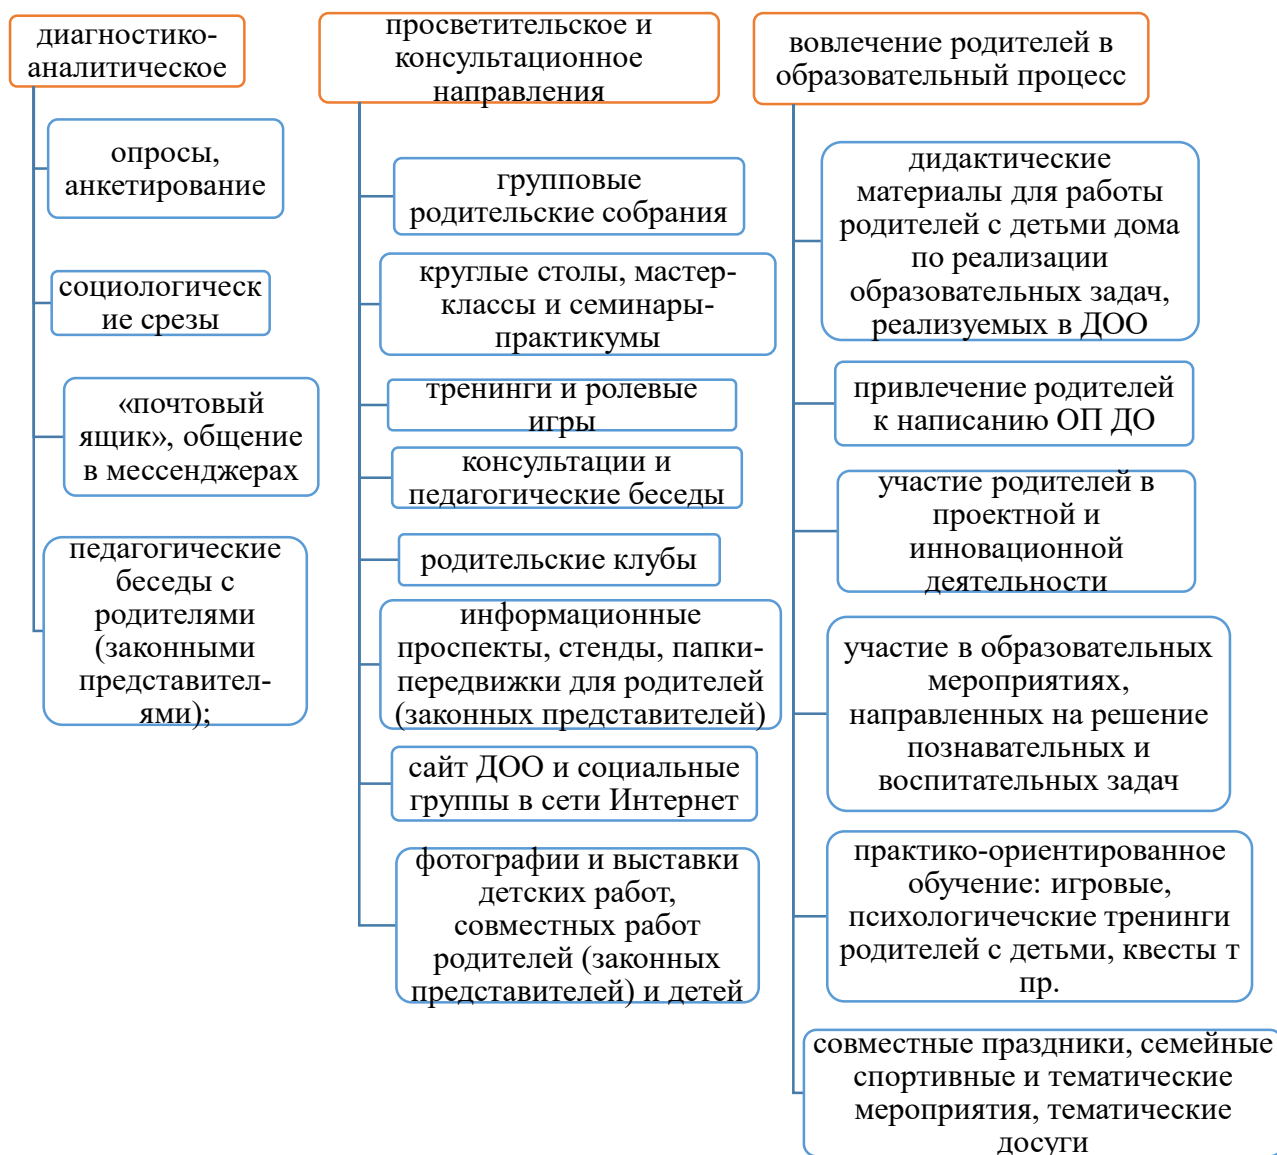 диагностико-
аналитическое
опросы,
анкетирование
социологическ
ие срезы
«почтовый
ящик», общение
в мессенджерах
педагогические
беседы с
родителями
(законными
представител-
ями);
просветительское и
консультационное
направления
групповые
родительские собрания
круглые столы, мастер-
классы и семинары-
практикумы
тренинги и ролевые
игры
консультации и
педагогические беседы
родительские клубы
информационные
проспекты, стенды, папки-
передвижки для родителей
(законных представителей)
сайт ДОО и социальные
группы в сети Интернет
фотографии и выставки
детских работ,
совместных работ
родителей (законных
представителей) и детей
вовлечение родителей в
образовательный процесс
дидактические
материалы для работы
родителей с детьми дома
по реализации
образовательных задач,
реализуемых в ДОО
привлечение родителей
к написанию ОП ДО
участие родителей в
проектной и
инновационной
деятельности
участие в образовательных
мероприятиях,
направленных на решение
познавательных и
воспитательных задач
практико-ориентированное
обучение: игровые,
психологичечские тренинги
родителей с детьми, квесты т
пр.
совместные праздники, семейные
спортивные и тематические
мероприятия, тематические
досуги